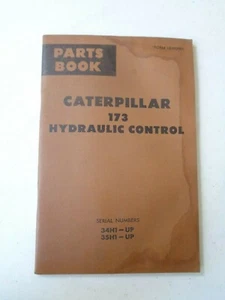 PARTS
BOOK
CATERPILLAR
173
HYDRAULIC CONTROL
SERIAL NUMBERS
34H1 – UP
35H1 – UP